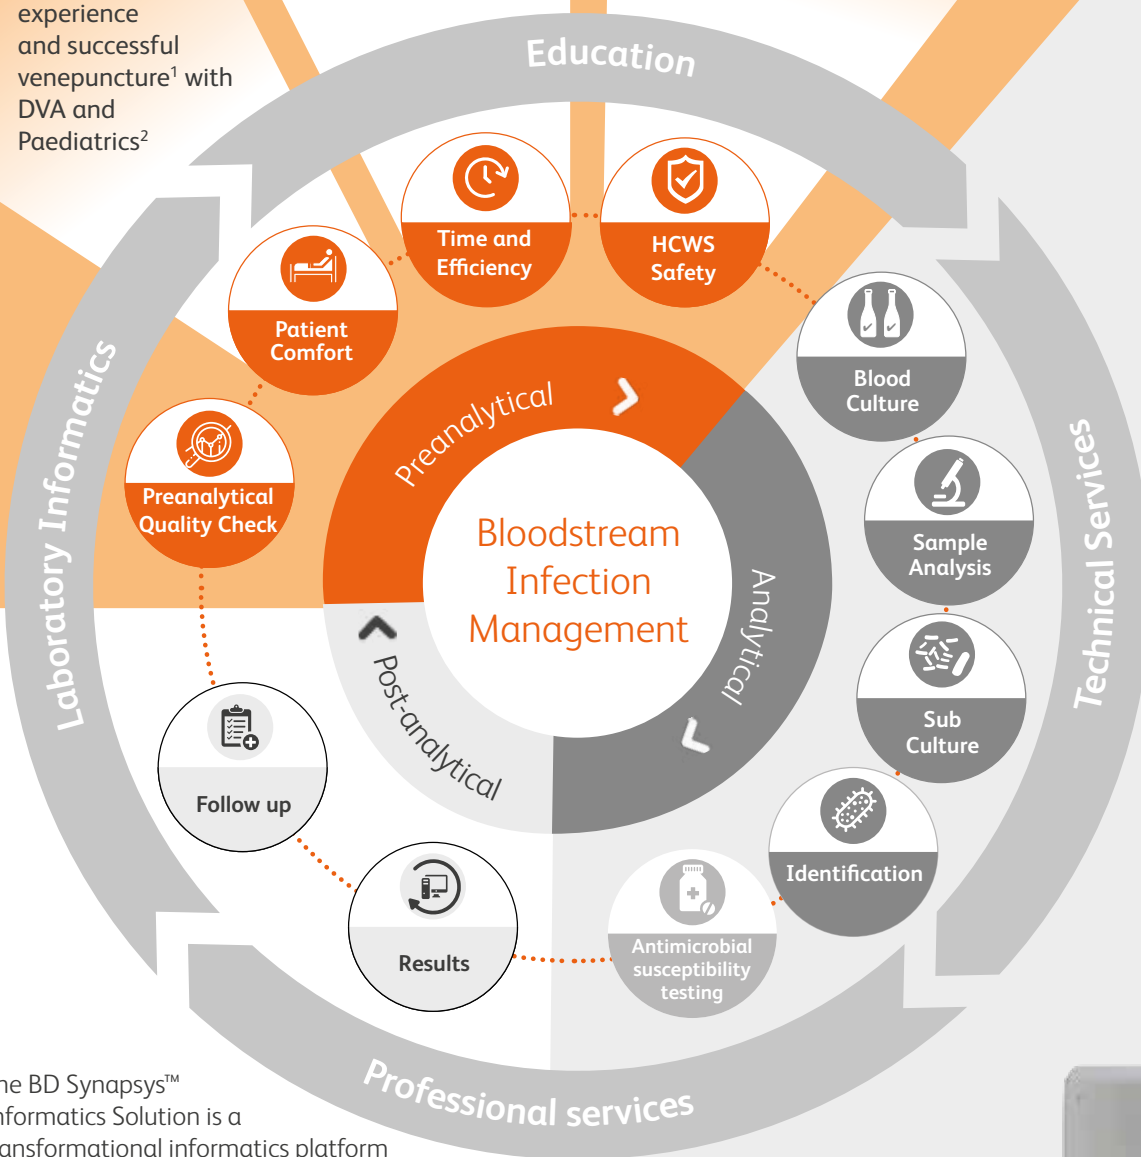 experience
and successful
venepuncture1 with
DVA and
Paediatrics2
Education
Time and
Efficiency
HCWS
Safety
Patient
Comfort
Blood
Culture
Preanalytical
Quality Check
Sample
Analysis
Sub
Culture
Identification
Antimicrobial
susceptibility
testing
Results
Follow up
Preanalytical
Analytical
Post-analytical
Bloodstream
Infection
Management
Laboratory Informatics
Technical Services
Professional services
BD Synapsys™
Solution is a
informatics platform